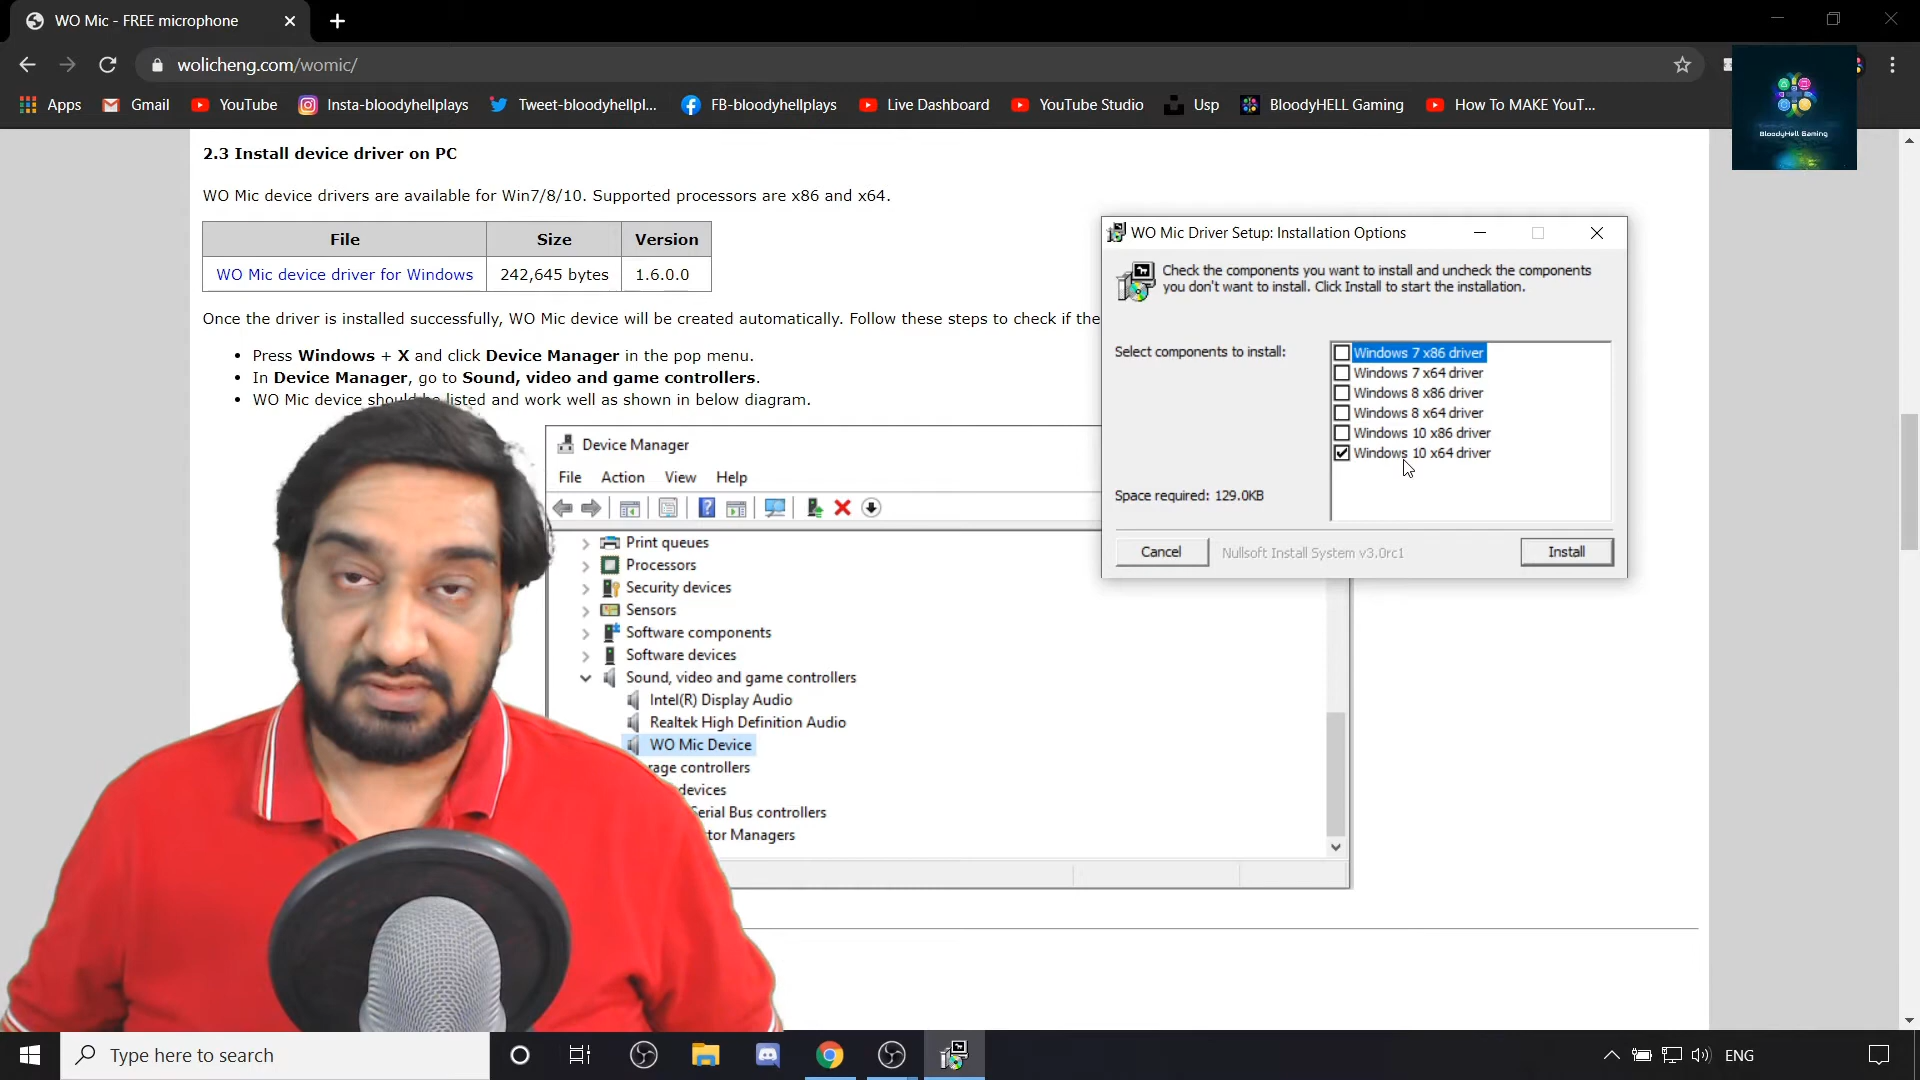 WO Mic - FREE microphone
wolicheng.com/womic/
Apps
Gmail
YouTube
Insta-bloodyhellplays
Tweet-bloodyhellpl...
FB-bloodyhellplays
Live Dashboard
YouTube Studio
Usp
BloodyHELL Gaming
How To MAKE YouT...
BloodyHell Gaming
2.3 Install device driver on PC
WO Mic device drivers are available for Win7/8/10. Supported processors are x86 and x64.
File Size Version
WO Mic device driver for Windows 242,645 bytes 1.6.0.0
Once the driver is installed successfully, WO Mic device will be created automatically. Follow these steps to check if the
• Press Windows + X and click Device Manager in the pop menu.
• In Device Manager, go to Sound, video and game controllers.
• WO Mic device should be listed and work well as shown in below diagram.
Device Manager
File Action View Help
Print queues
Processors
Security devices
Sensors
Software components
Software devices
Sound, video and game controllers
Intel(R) Display Audio
Realtek High Definition Audio
WO Mic Device
rage controllers
devices
Serial Bus controllers
tor Managers
WO Mic Driver Setup: Installation Options
Check the components you want to install and uncheck the components
you don't want to install. Click Install to start the installation.
Select components to install:
Windows 7 x86 driver
Windows 7 x64 driver
Windows 8 x86 driver
Windows 8 x64 driver
Windows 10 x86 driver
Windows 10 x64 driver
Space required: 129.0KB
Cancel
Nullsoft Install System v3.0rc1
Install
Type here to search
ENG